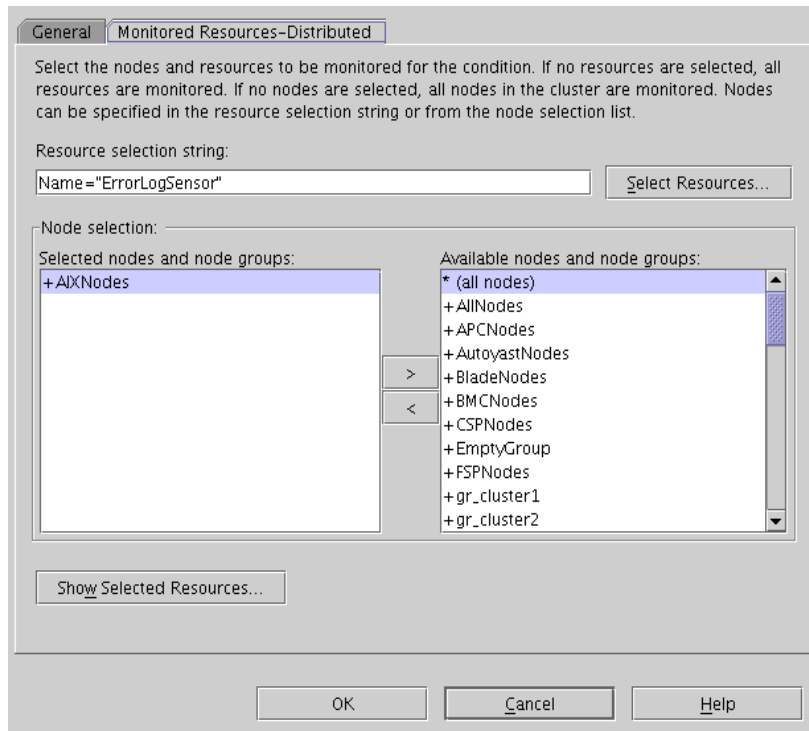 General
Monitored Resources-Distributed
Select the nodes and resources to be monitored for the condition. If no resources are selected, all
resources are monitored. If no nodes are selected, all nodes in the cluster are monitored. Nodes
can be specified in the resource selection string or from the node selection list.
Resource selection string:
Name="ErrorLogSensor"
Select Resources...
Node selection:
Selected nodes and node groups:
+AIXNodes
Available nodes and node groups:
* (all nodes)
+AllNodes
+APCNodes
+AutoyastNodes
+BladeNodes
+BMCNodes
+CSPNodes
+EmptyGroup
+FSPNodes
+gr_cluster1
+gr_cluster2
>
<
Show Selected Resources...
OK
Cancel
Help